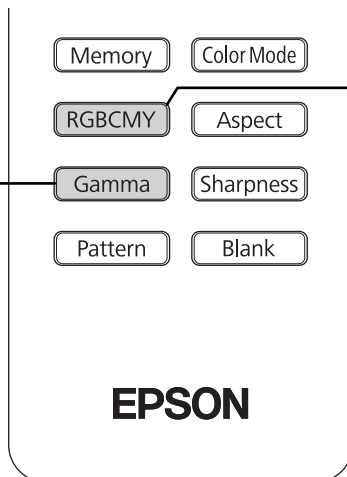 Memory Color Mode
RGBCMY Aspect
Gamma Sharpness
Pattern Blank
EPSON